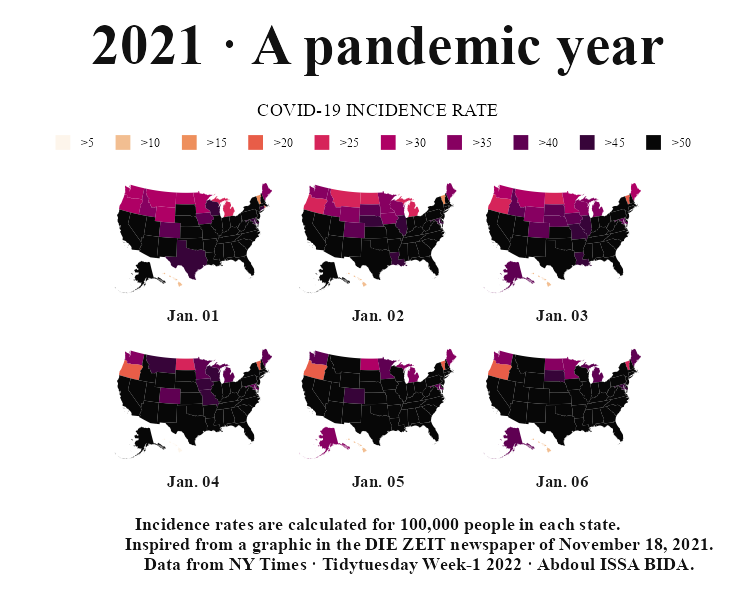 2021 · A pandemic year
COVID-19 INCIDENCE RATE
>5 >10 >15 >20 >25 >30 >35 >40 >45 >50
Jan. 01 Jan. 02 Jan. 03
Jan. 04 Jan. 05 Jan. 06
Incidence rates are calculated for 100,000 people in each state.
Inspired from a graphic in the DIE ZEIT newspaper of November 18, 2021.
Data from NY Times · Tidytuesday Week-1 2022 · Abdoul ISSA BIDA.